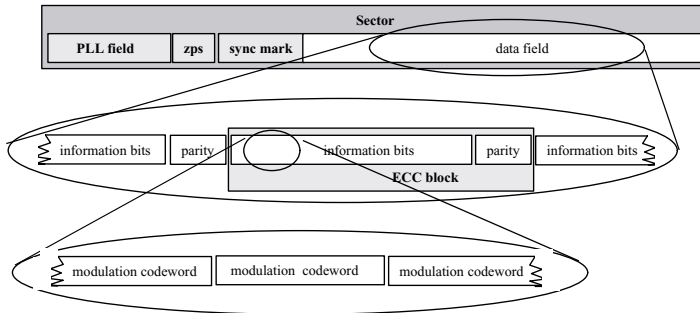 Sector
PLL field zps sync mark data field
information bits parity information bits parity information bits
ECC block
modulation codeword modulation codeword modulation codeword